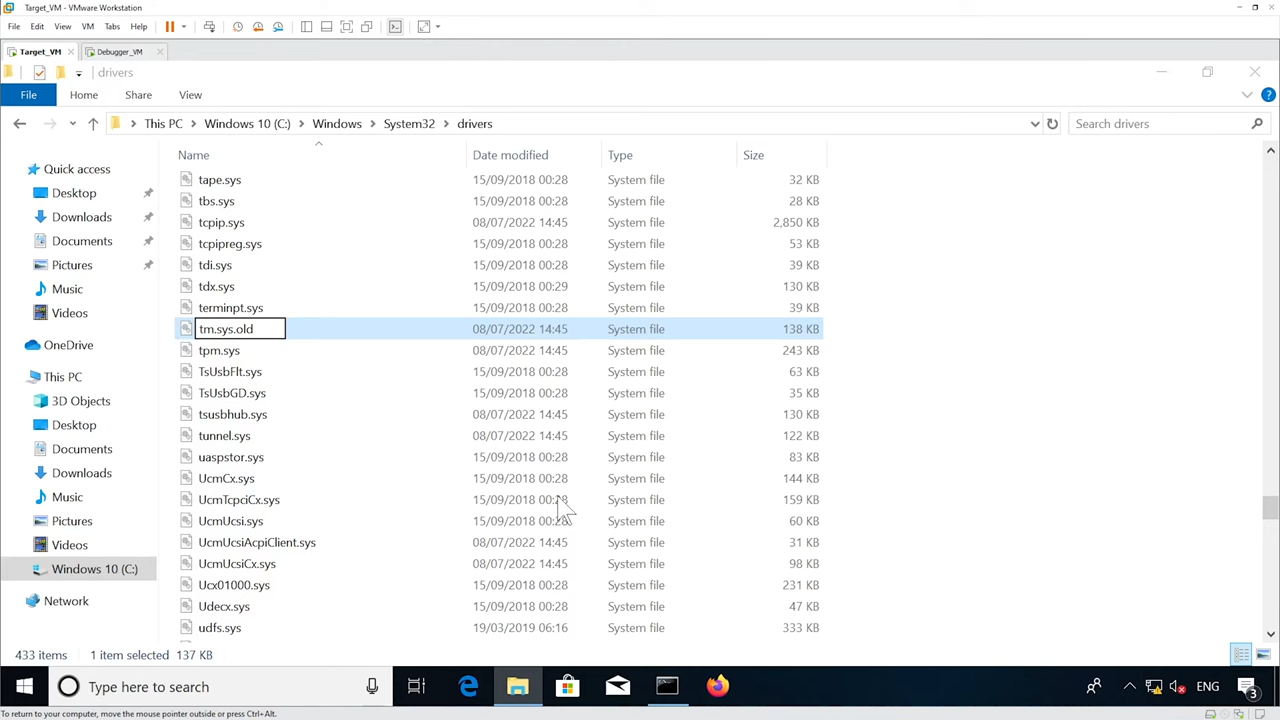 Target_VM - VMware Workstation
File Edit View VM Tabs Help
Target_VM Debugger_VM
drivers
File Home Share View
This PC Windows 10 (C:) Windows System32 drivers Search drivers
Name Date modified Type Size
Quick access
Desktop
Downloads
Documents
Pictures
Music
Videos
OneDrive
This PC
3D Objects
Desktop
Documents
Downloads
Music
Pictures
Videos
Windows 10 (C:)
Network
tape.sys 15/09/2018 00:28 System file 32 KB
tbs.sys 15/09/2018 00:28 System file 28 KB
tcpip.sys 08/07/2022 14:45 System file 2,850 KB
tcpipreg.sys 15/09/2018 00:28 System file 53 KB
tdi.sys 15/09/2018 00:28 System file 39 KB
tdx.sys 15/09/2018 00:29 System file 130 KB
terminpt.sys 15/09/2018 00:28 System file 39 KB
tm.sys.old 08/07/2022 14:45 System file 138 KB
tpm.sys 08/07/2022 14:45 System file 243 KB
TsUsbFlt.sys 15/09/2018 00:28 System file 63 KB
TsUsbGD.sys 15/09/2018 00:28 System file 35 KB
tsusbhub.sys 08/07/2022 14:45 System file 130 KB
tunnel.sys 08/07/2022 14:45 System file 122 KB
uaspstor.sys 15/09/2018 00:28 System file 83 KB
UcmCx.sys 15/09/2018 00:28 System file 144 KB
UcmTcpciCx.sys 15/09/2018 00:28 System file 159 KB
UcmUcsi.sys 15/09/2018 00:28 System file 60 KB
UcmUcsiAcpiClient.sys 08/07/2022 14:45 System file 31 KB
UcmUcsiCx.sys 08/07/2022 14:45 System file 98 KB
Ucx01000.sys 15/09/2018 00:28 System file 231 KB
Udecx.sys 15/09/2018 00:28 System file 47 KB
udfs.sys 19/03/2019 06:16 System file 333 KB
433 items 1 item selected 137 KB
Type here to search ENG 3
To return to your computer, move the mouse pointer outside or press Ctrl+Alt.